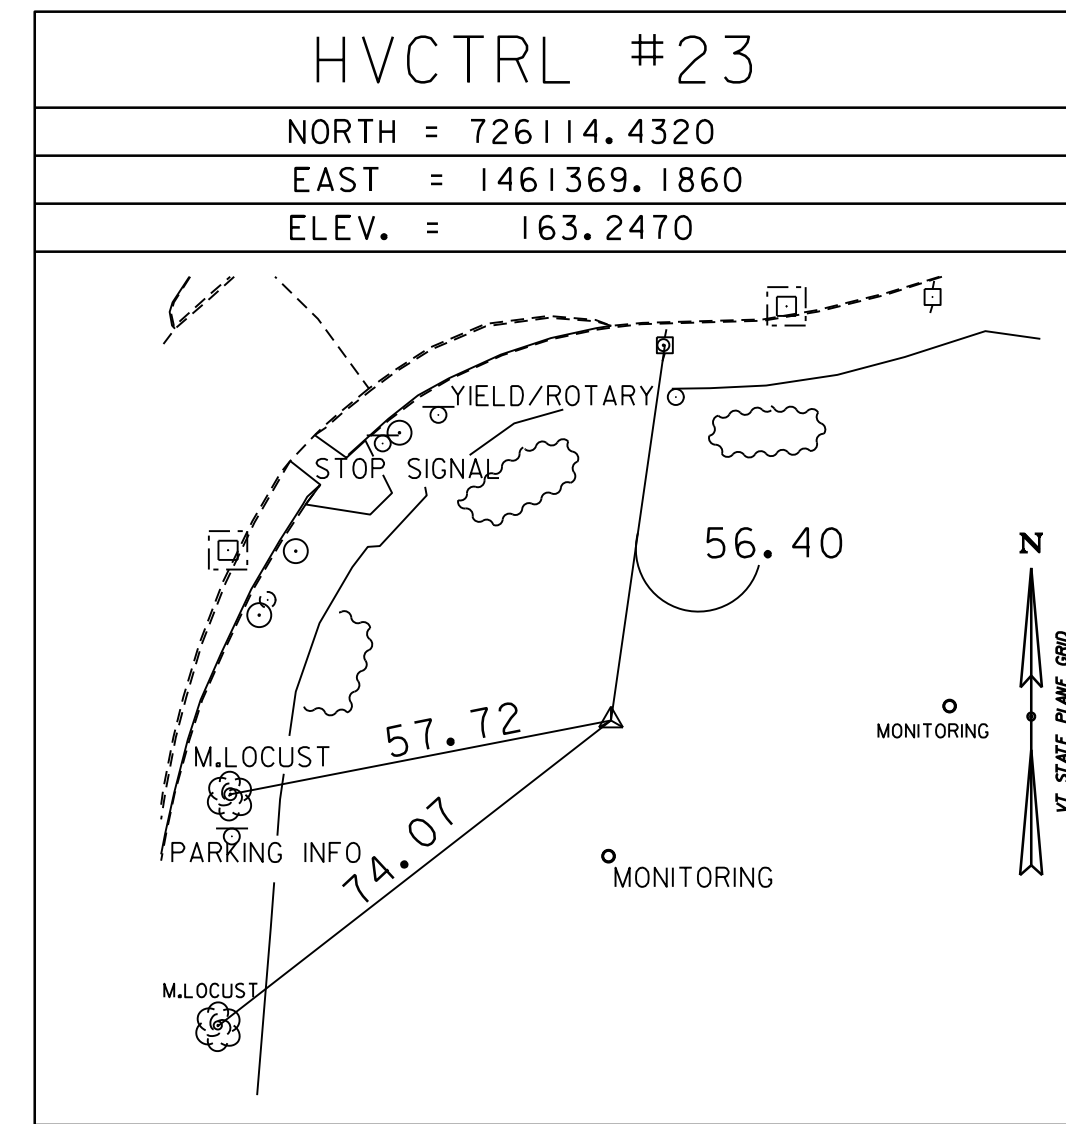 HVCTRL #23
NORTH = 726114.4320
EAST = 1461369.1860
ELEV. = 163.2470
YIELD/ROTARY
STOP SIGNAL
56.40
N
VT STATE PLANE GRID
57.72
MONITORING
M.LOCUST
74.07
PARKING INFO
MONITORING
M.LOCUST